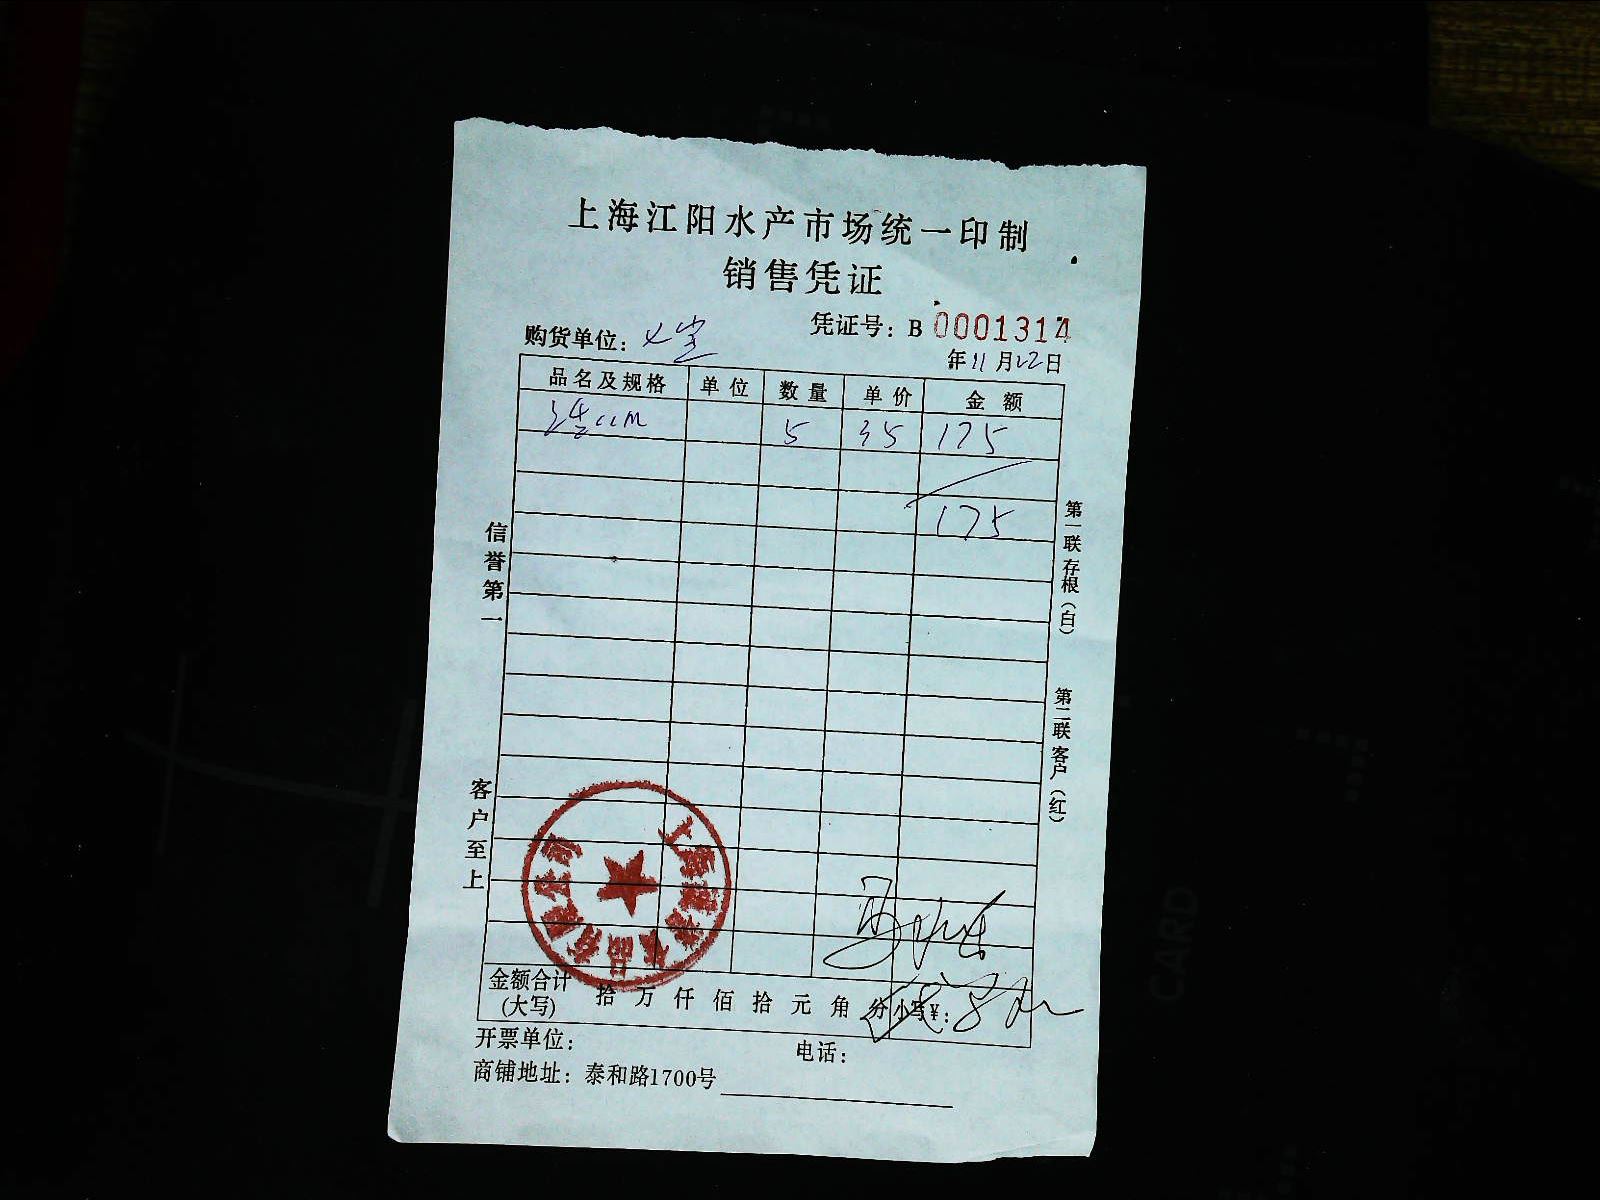 上海江阳水产市场统一印制
销售凭证
凭证号：B 0001314
购货单位：
年11月22日
品名及规格 单位 数量 单价 金额
5 35 175
175
信誉第一
客户至上
第一联存根（白）
第二联客户（红）
金额合计（大写） 拾万仟佰拾元角分 小写¥：
开票单位： 电话：
商铺地址：泰和路1700号